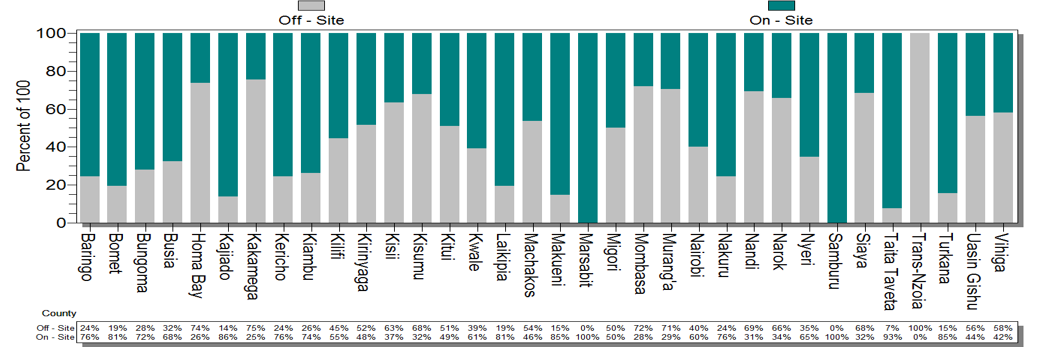 Off - Site On - Site
Percent of 100
100
80
60
40
20
0
Baringo Bomet Bungoma Busia Homa Bay Kajiado Kakamega Kericho Kiambu Kilifi Kirinyaga Kisii Kisumu Kitui Kwale Laikipia Machakos Makueni Marsabit Migori Mombasa Murang'a Nairobi Nakuru Nandi Narok Nyeri Samburu Siaya Taita Taveta Trans-Nzoia Turkana Uasin Gishu Vihiga
County
Off - Site 24% 19% 28% 32% 74% 14% 75% 24% 26% 45% 52% 63% 68% 51% 39% 19% 54% 15% 0% 50% 72% 71% 40% 24% 69% 66% 35% 0% 68% 7% 100% 15% 56% 58%
On - Site 76% 81% 72% 68% 26% 86% 25% 76% 74% 55% 48% 37% 32% 49% 61% 81% 46% 85% 100% 50% 28% 29% 60% 76% 31% 34% 65% 100% 32% 93% 0% 85% 44% 42%